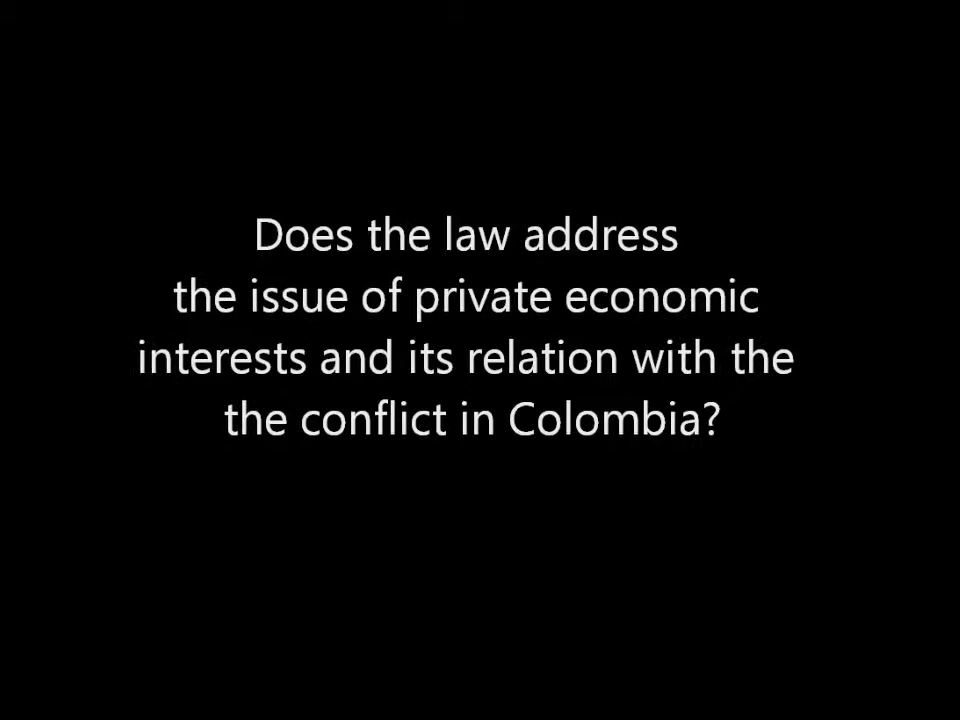 Does the law address
the issue of private economic
interests and its relation with the
the conflict in Colombia?